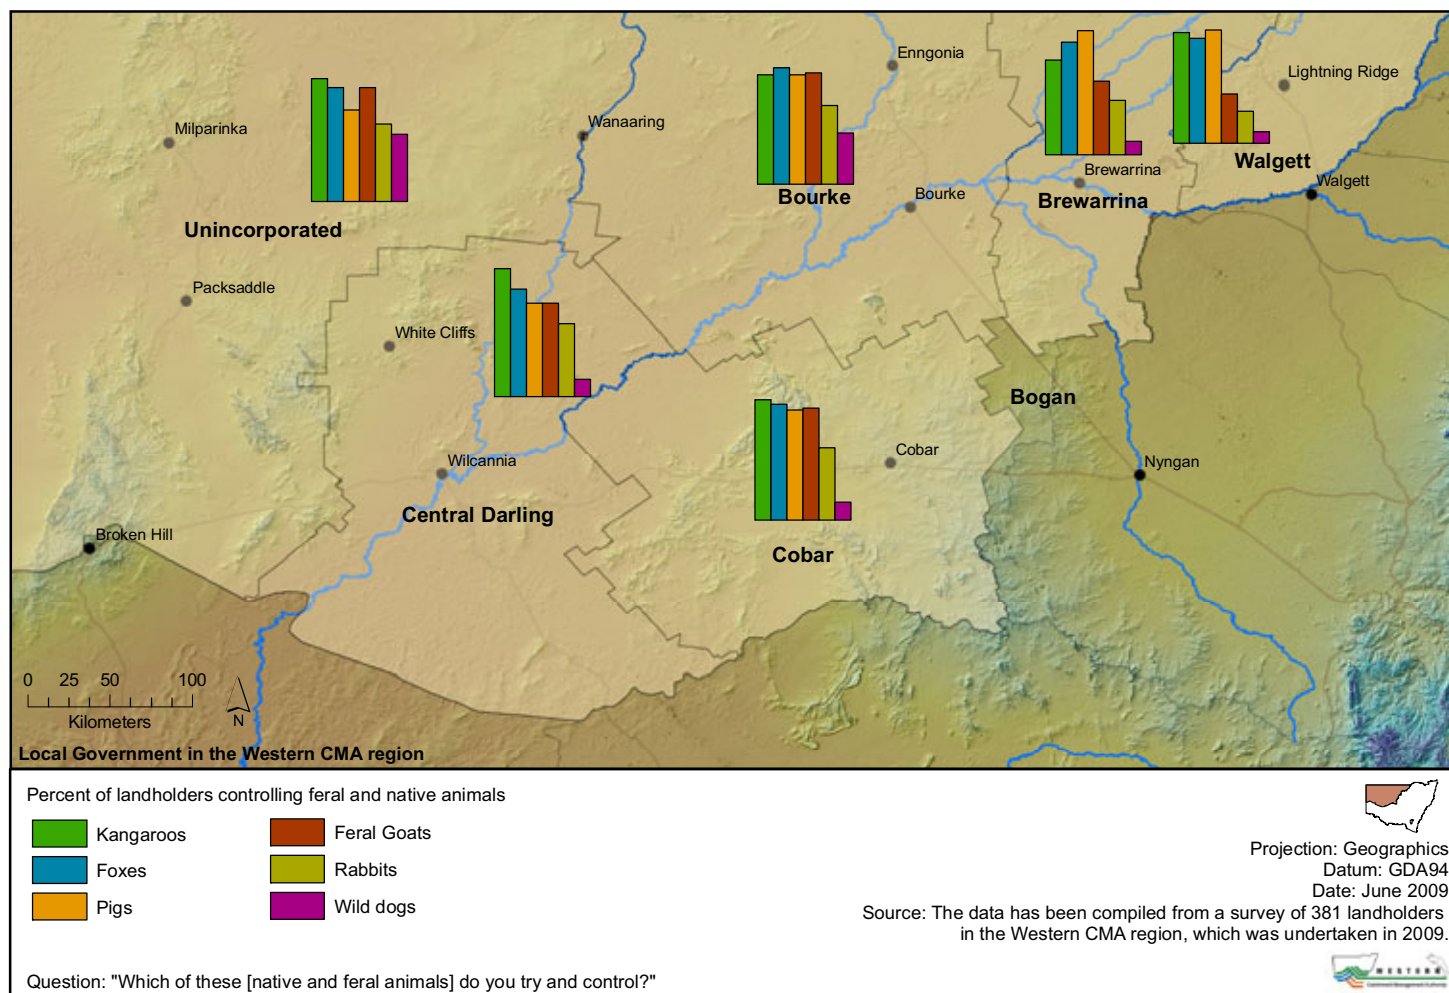 Enngonia
Lightning Ridge
Milparinka
Wanaaring
Walgett
Brewarrina
Walgett
Bourke
Bourke
Brewarrina
Unincorporated
Packsaddle
White Cliffs
Bogan
Cobar
Wilcannia
Nyngan
Central Darling
Broken Hill
Cobar
0 25 50 100
Kilometers
N
Local Government in the Western CMA region
Percent of landholders controlling feral and native animals
Kangaroos
Feral Goats
Foxes
Rabbits
Pigs
Wild dogs
Projection: Geographics
Datum: GDA94
Date: June 2009
Source: The data has been compiled from a survey of 381 landholders
in the Western CMA region, which was undertaken in 2009.
Question: "Which of these [native and feral animals] do you try and control?"
WESTERN